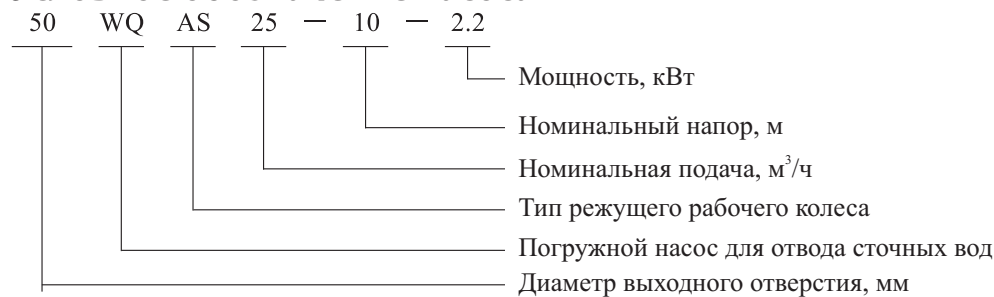 50 WQ AS 25 — 10 — 2.2
Мощность, кВт
Номинальный напор, м
Номинальная подача, м³/ч
Тип режущего рабочего колеса
Погружной насос для отвода сточных вод
Диаметр выходного отверстия, мм